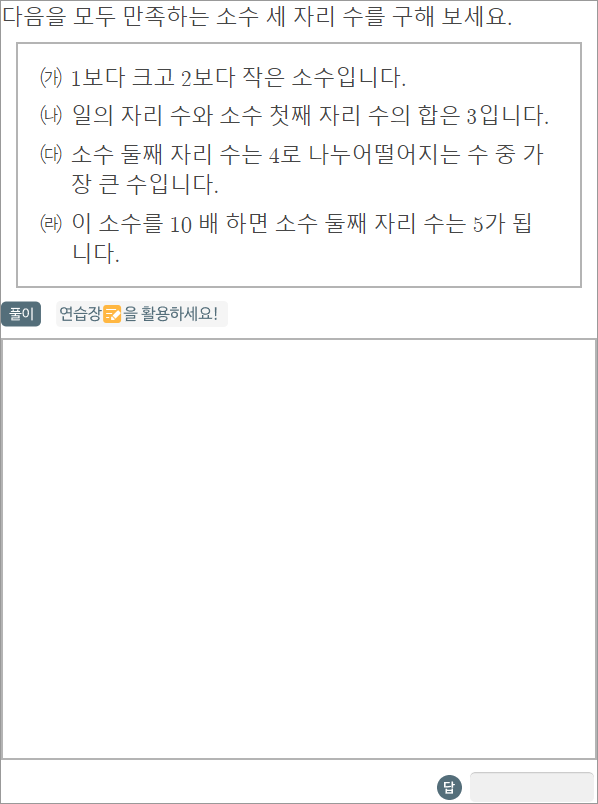 다음을 모두 만족하는 소수 세 자리 수를 구해 보세요.
㈎ 1보다 크고 2보다 작은 소수입니다.
㈏ 일의 자리 수와 소수 첫째 자리 수의 합은 3입니다.
㈐ 소수 둘째 자리 수는 4로 나누어떨어지는 수 중 가
장 큰 수입니다.
㈑ 이 소수를 10 배 하면 소수 둘째 자리 수는 5가 됩
니다.
풀이 연습장을 활용하세요!
답